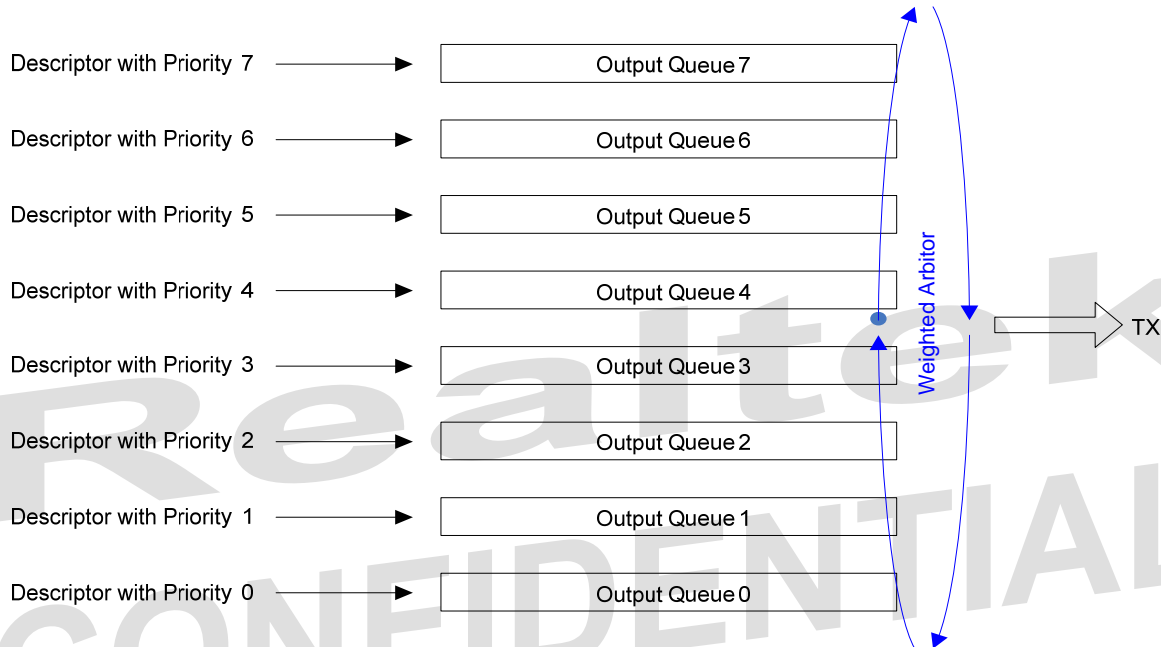 Descriptor with Priority 7
Output Queue 7
Descriptor with Priority 6
Output Queue 6
Descriptor with Priority 5
Output Queue 5
Descriptor with Priority 4
Output Queue 4
Weighted Arbitor
TX
Descriptor with Priority 3
Output Queue 3
Descriptor with Priority 2
Output Queue 2
Descriptor with Priority 1
Output Queue 1
Descriptor with Priority 0
Output Queue 0
Realtek
CONFIDENTIAL